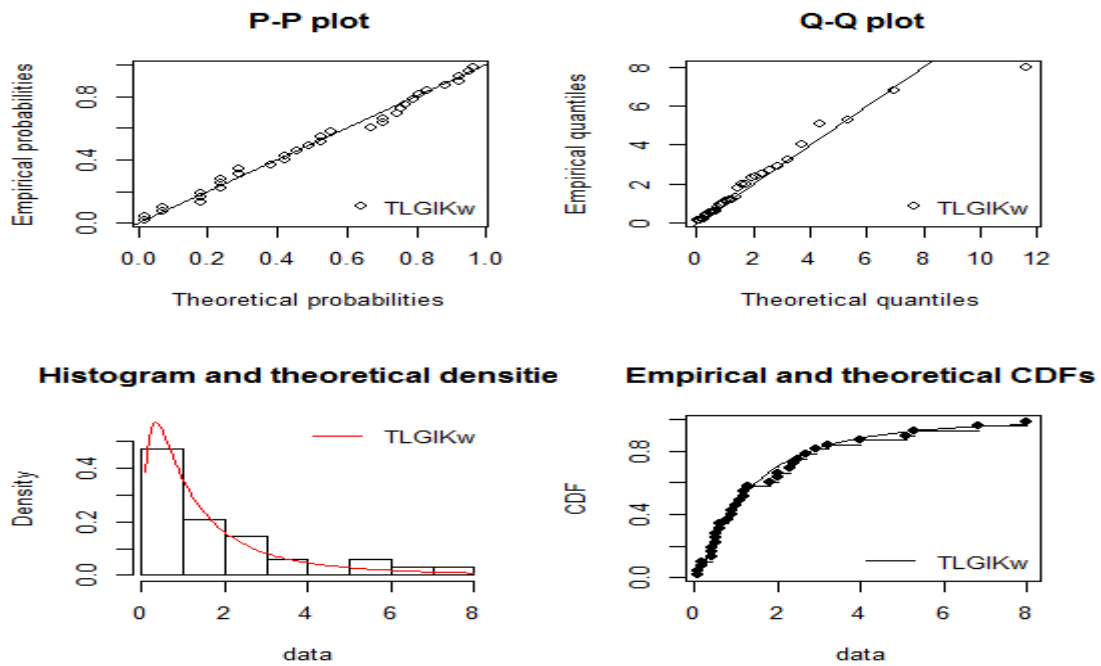 P-P plot
Empirical probabilities
0.0 0.4 0.8
TLGIKw
0.0 0.2 0.4 0.6 0.8 1.0
Theoretical probabilities
Q-Q plot
Empirical quantiles
0 2 4 6 8
TLGIKw
0 2 4 6 8 10 12
Theoretical quantiles
Histogram and theoretical densitie
Density
0.0 0.2 0.4
TLGIKw
0 2 4 6 8
data
Empirical and theoretical CDFs
CDF
0.0 0.4 0.8
TLGIKw
0 2 4 6 8
data